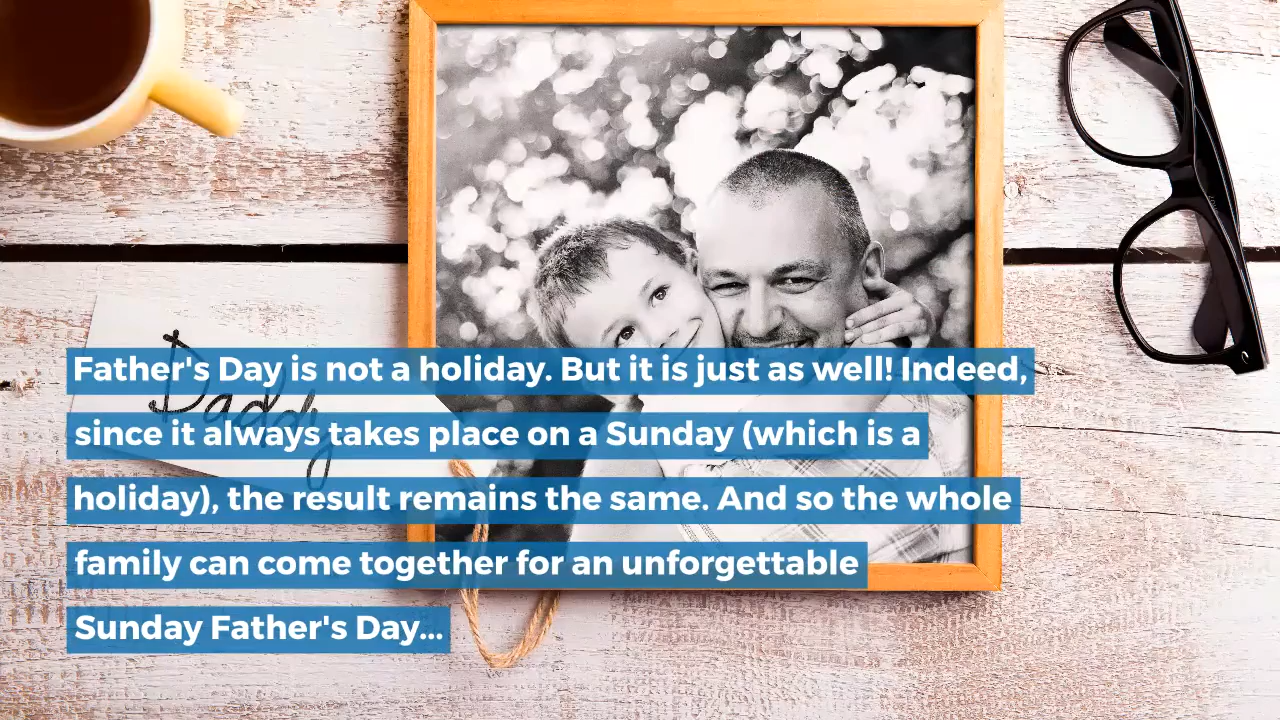 Daddy
Father's Day is not a holiday. But it is just as well! Indeed,
since it always takes place on a Sunday (which is a
holiday), the result remains the same. And so the whole
family can come together for an unforgettable
Sunday Father's Day...